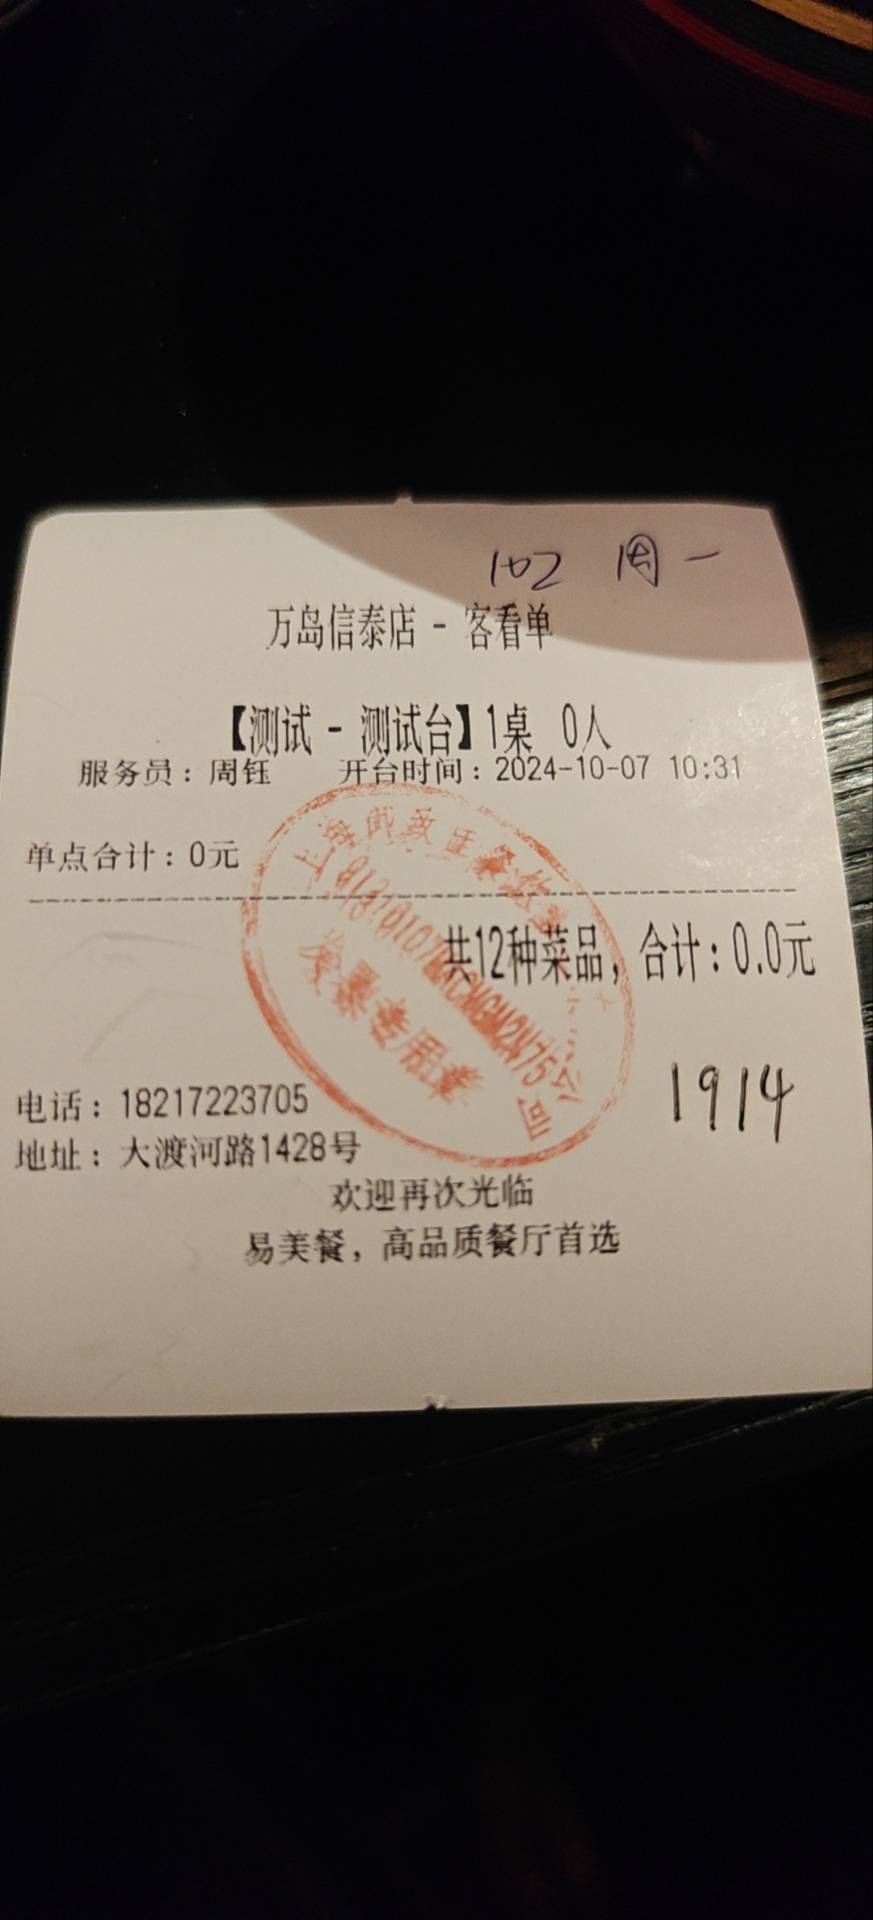 102 周一
万岛信泰店 - 客看单
【测试 - 测试台】1桌 0人
服务员：周钰 开台时间：2024-10-07 10:31
单点合计：0元
共12种菜品，合计：0.0元
发票专用章
1914
电话：18217223705
地址：大渡河路1428号
欢迎再次光临
易美餐，高品质餐厅首选